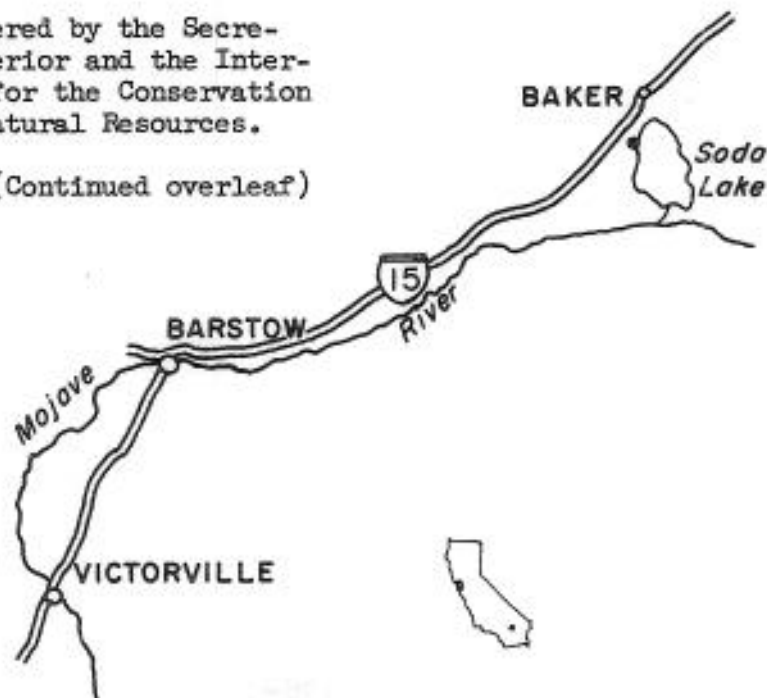 ered by the Secre-
erior and the Inter-
for the Conservation
atural Resources.
(Continued overleaf)
BAKER
Soda
Lake
15
River
BARSTOW
Mojave
VICTORVILLE